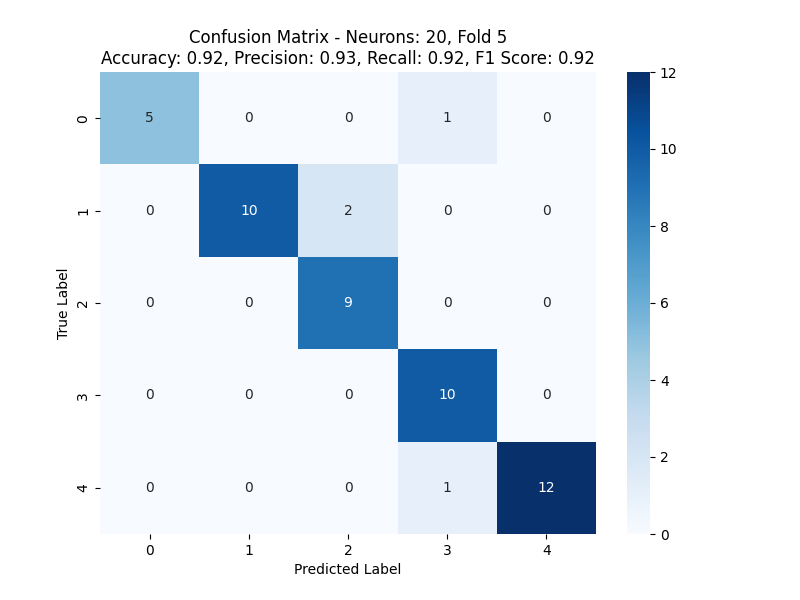 Confusion Matrix - Neurons: 20, Fold 5
Accuracy: 0.92, Precision: 0.93, Recall: 0.92, F1 Score: 0.92
True Label
0 5 0 0 1 0
1 0 10 2 0 0
2 0 0 9 0 0
3 0 0 0 10 0
4 0 0 0 1 12
0 1 2 3 4
Predicted Label
12
10
8
6
4
2
0